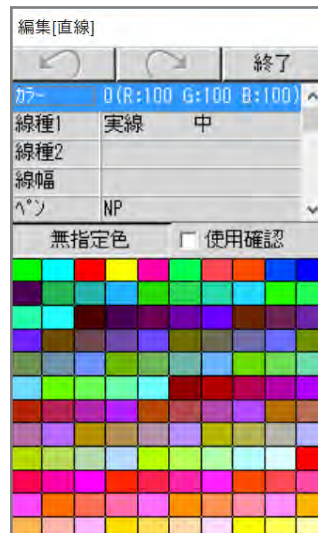 編集[直線]
終了
カラー 0(R:100 G:100 B:100)
線種1 実線 中
線種2
線幅
ペン NP
無指定色 使用確認